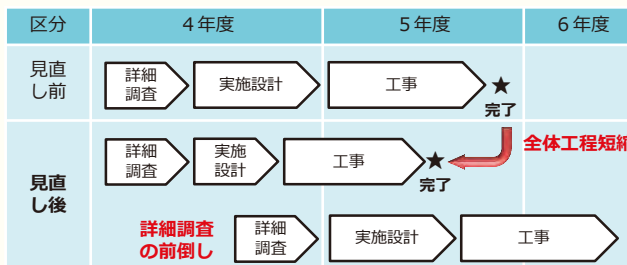 区分
４年度
５年度
６年度
見直
し前
詳細
調査
実施設計
工事
★
完了
見直
し後
詳細
調査
実施
設計
工事
★
完了
全体工程短縮
詳細調査
の前倒し
詳細
調査
実施設計
工事